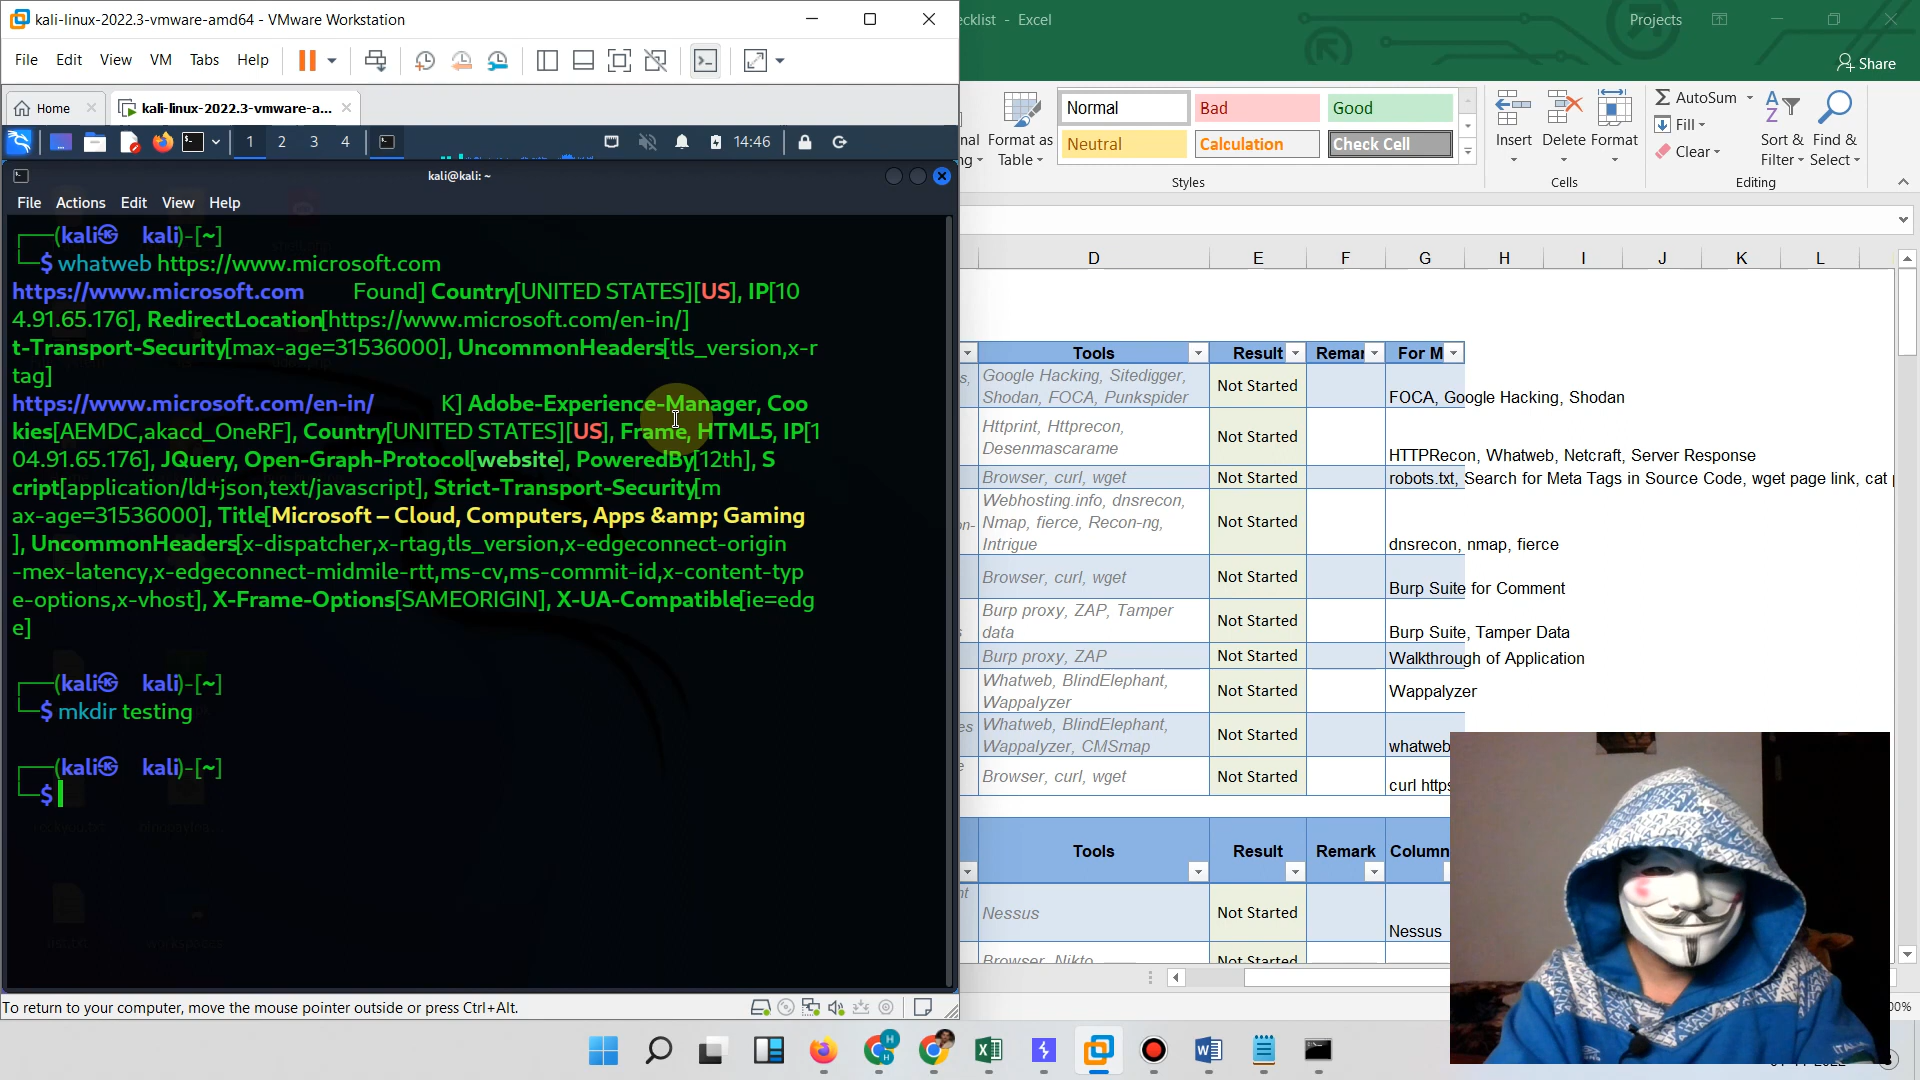 kali-linux-2022.3-vmware-amd64 - VMware Workstation
File Edit View VM Tabs Help
Home
kali-linux-2022.3-vmware-a...
1 2 3 4
14:46
kali@kali: ~
File Actions Edit View Help
(kali㉿ kali)-[~]
$ whatweb https://www.microsoft.com
https://www.microsoft.com Found] Country[UNITED STATES][US], IP[10
4.91.65.176], RedirectLocation[https://www.microsoft.com/en-in/]
t-Transport-Security[max-age=31536000], UncommonHeaders[tls_version,x-r
tag]
https://www.microsoft.com/en-in/ K] Adobe-Experience-Manager, Coo
kies[AEMDC,akacd_OneRF], Country[UNITED STATES][US], Frame, HTML5, IP[1
04.91.65.176], JQuery, Open-Graph-Protocol[website], PoweredBy[12th], S
cript[application/ld+json,text/javascript], Strict-Transport-Security[m
ax-age=31536000], Title[Microsoft – Cloud, Computers, Apps &amp; Gaming
], UncommonHeaders[x-dispatcher,x-rtag,tls_version,x-edgeconnect-origin
-mex-latency,x-edgeconnect-midmile-rtt,ms-cv,ms-commit-id,x-content-typ
e-options,x-vhost], X-Frame-Options[SAMEORIGIN], X-UA-Compatible[ie=edg
e]
(kali㉿ kali)-[~]
$ mkdir testing
(kali㉿ kali)-[~]
$
To return to your computer, move the mouse pointer outside or press Ctrl+Alt.
ecklist - Excel
Projects
Share
Format as
Table
Normal Bad Good
Neutral Calculation Check Cell
Styles
Insert Delete Format
Cells
AutoSum
Fill
Clear
Sort &
Filter
Find &
Select
Editing
D E F G H I J K L
Tools Result Remar For M
Google Hacking, Sitedigger,
Shodan, FOCA, Punkspider
Not Started
FOCA, Google Hacking, Shodan
Httprint, Httprecon,
Desenmascarame
Not Started
HTTPRecon, Whatweb, Netcraft, Server Response
Browser, curl, wget
Not Started
robots.txt, Search for Meta Tags in Source Code, wget page link, cat
Webhosting.info, dnsrecon,
Nmap, fierce, Recon-ng,
Intrigue
Not Started
dnsrecon, nmap, fierce
Browser, curl, wget
Not Started
Burp Suite for Comment
Burp proxy, ZAP, Tamper
data
Not Started
Burp Suite, Tamper Data
Burp proxy, ZAP
Not Started
Walkthrough of Application
Whatweb, BlindElephant,
Wappalyzer
Not Started
Wappalyzer
Whatweb, BlindElephant,
Wappalyzer, CMSmap
Not Started
whatweb
Browser, curl, wget
Not Started
curl https
Tools Result Remark Column
Nessus
Not Started
Nessus
Browser, Nikto,
Not Started